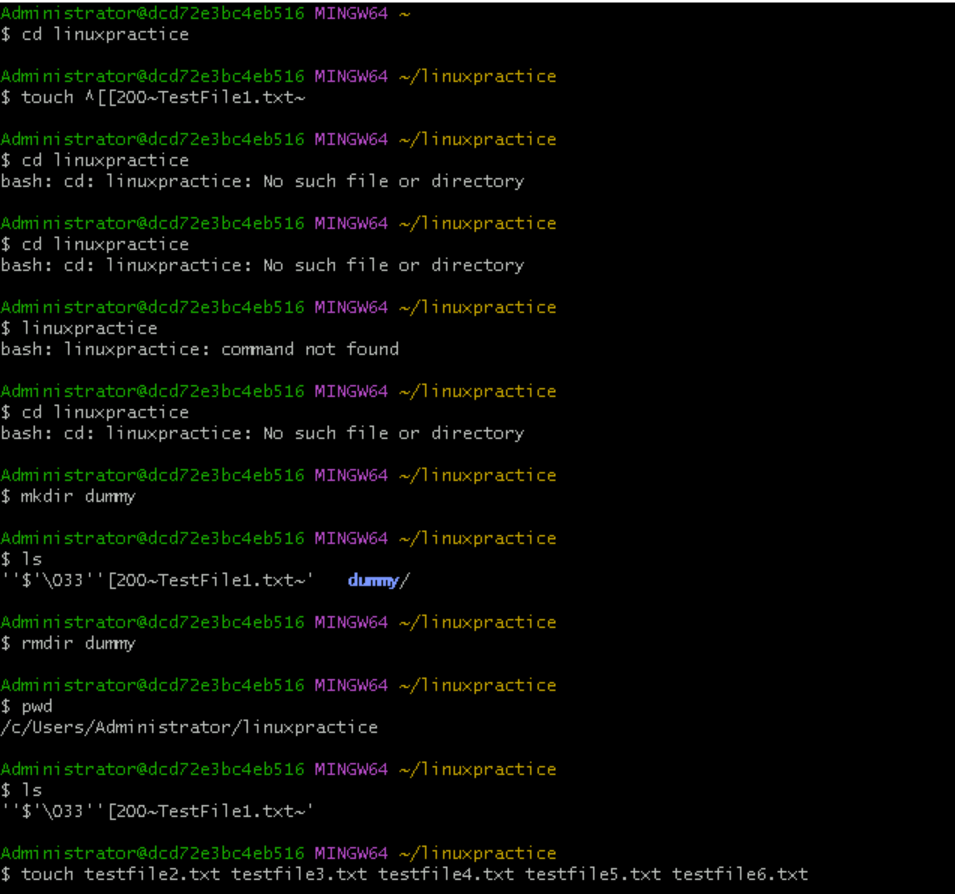 Administrator@dcd72e3bc4eb516 MINGW64 ~
$ cd linuxpractice
Administrator@dcd72e3bc4eb516 MINGW64 ~/linuxpractice
$ touch ^[[200~TestFile1.txt~
Administrator@dcd72e3bc4eb516 MINGW64 ~/linuxpractice
$ cd linuxpractice
bash: cd: linuxpractice: No such file or directory
Administrator@dcd72e3bc4eb516 MINGW64 ~/linuxpractice
$ cd linuxpractice
bash: cd: linuxpractice: No such file or directory
Administrator@dcd72e3bc4eb516 MINGW64 ~/linuxpractice
$ linuxpractice
bash: linuxpractice: command not found
Administrator@dcd72e3bc4eb516 MINGW64 ~/linuxpractice
$ cd linuxpractice
bash: cd: linuxpractice: No such file or directory
Administrator@dcd72e3bc4eb516 MINGW64 ~/linuxpractice
$ mkdir dummy
Administrator@dcd72e3bc4eb516 MINGW64 ~/linuxpractice
$ ls
''$'\033''[200~TestFile1.txt~'   dummy/
Administrator@dcd72e3bc4eb516 MINGW64 ~/linuxpractice
$ rmdir dummy
Administrator@dcd72e3bc4eb516 MINGW64 ~/linuxpractice
$ pwd
/c/Users/Administrator/linuxpractice
Administrator@dcd72e3bc4eb516 MINGW64 ~/linuxpractice
$ ls
''$'\033''[200~TestFile1.txt~'
Administrator@dcd72e3bc4eb516 MINGW64 ~/linuxpractice
$ touch testfile2.txt testfile3.txt testfile4.txt testfile5.txt testfile6.txt